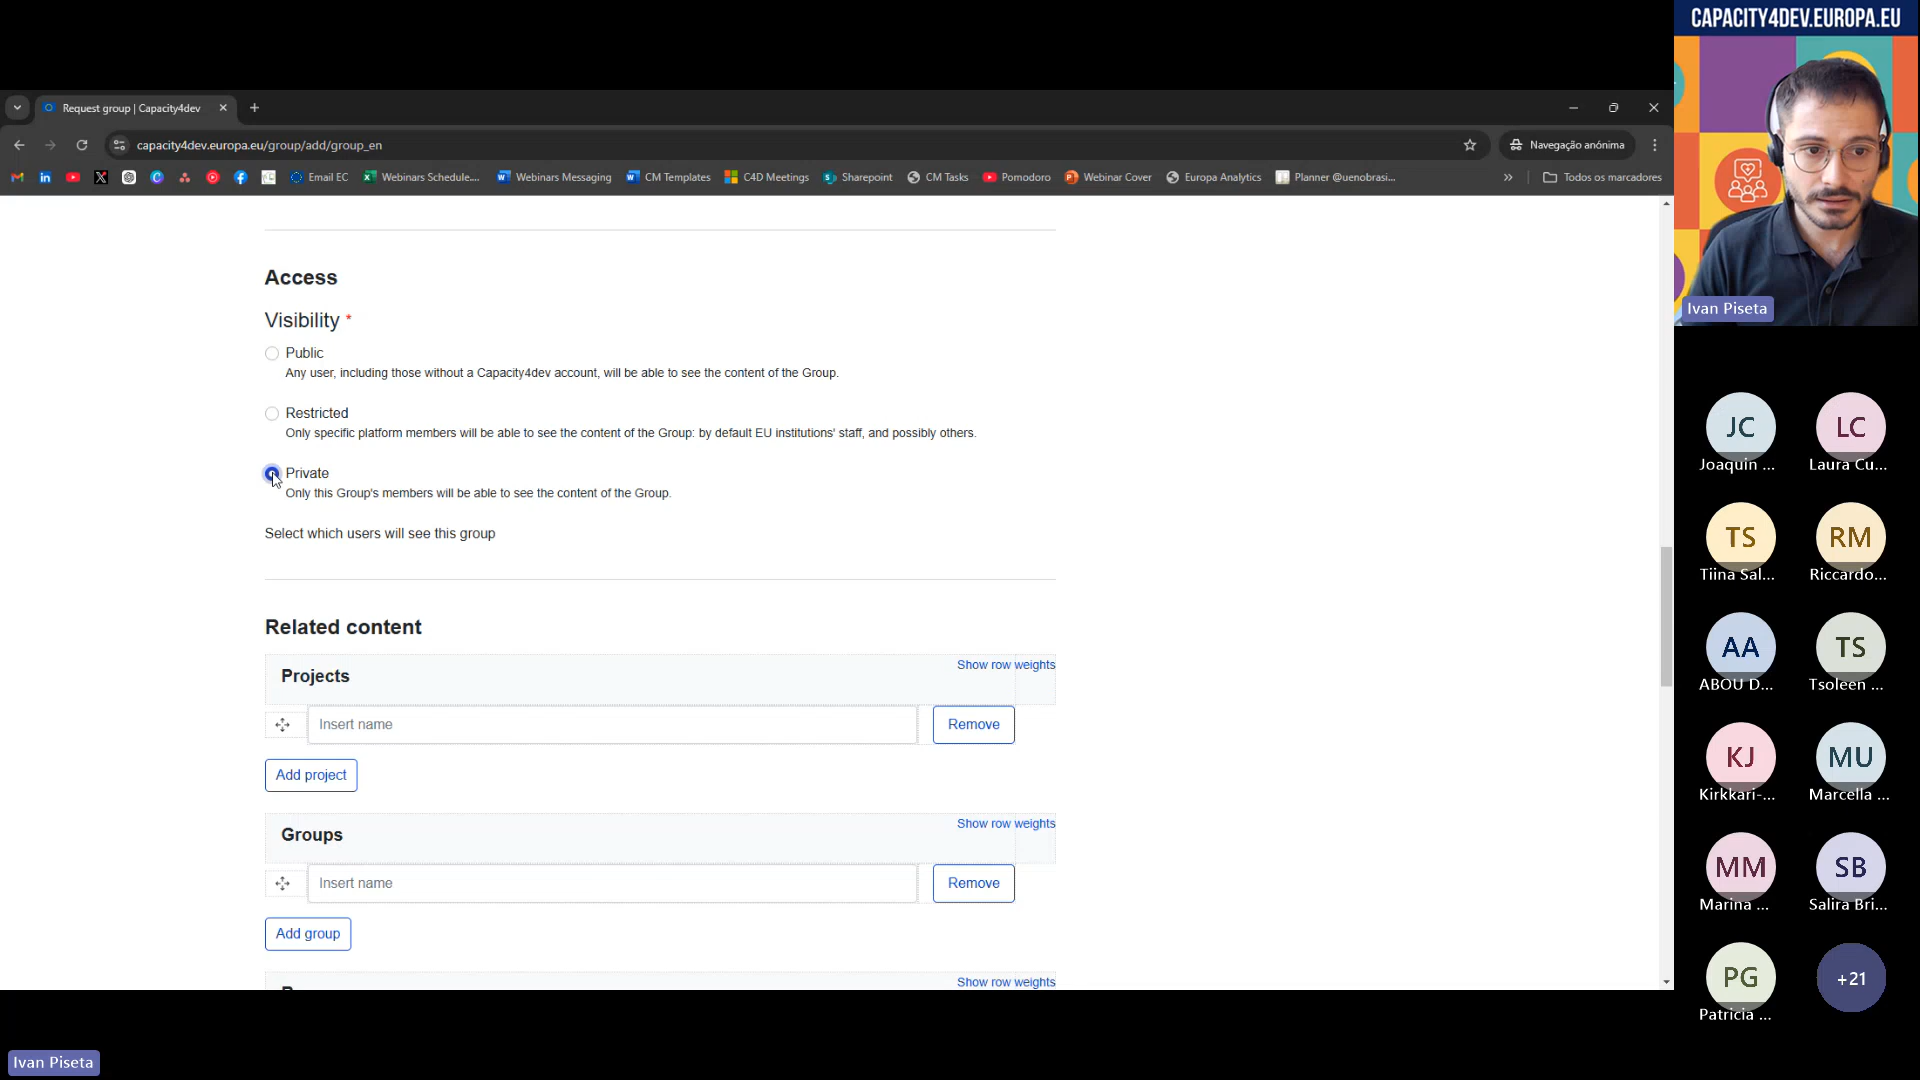 CAPACITY4DEV.EUROPA.EU
Request group | Capacity4dev
capacity4dev.europa.eu/group/add/group_en
Navegação anónima
Email EC
Webinars Schedule....
Webinars Messaging
CM Templates
C4D Meetings
Sharepoint
CM Tasks
Pomodoro
Webinar Cover
Europa Analytics
Planner @uenobrasi...
Todos os marcadores
Access
Visibility *
Public
Any user, including those without a Capacity4dev account, will be able to see the content of the Group.
Restricted
Only specific platform members will be able to see the content of the Group: by default EU institutions' staff, and possibly others.
Private
Only this Group's members will be able to see the content of the Group.
Select which users will see this group
Related content
Show row weights
Projects
Insert name
Remove
Add project
Show row weights
Groups
Insert name
Remove
Add group
Show row weights
Ivan Piseta
JC
Joaquin ...
LC
Laura Cu...
TS
Tiina Sal...
RM
Riccardo...
AA
ABOU D...
TS
Tsoleen ...
KJ
Kirkkari-...
MU
Marcella ...
MM
Marina ...
SB
Salira Bri...
PG
Patricia ...
+21
Ivan Piseta